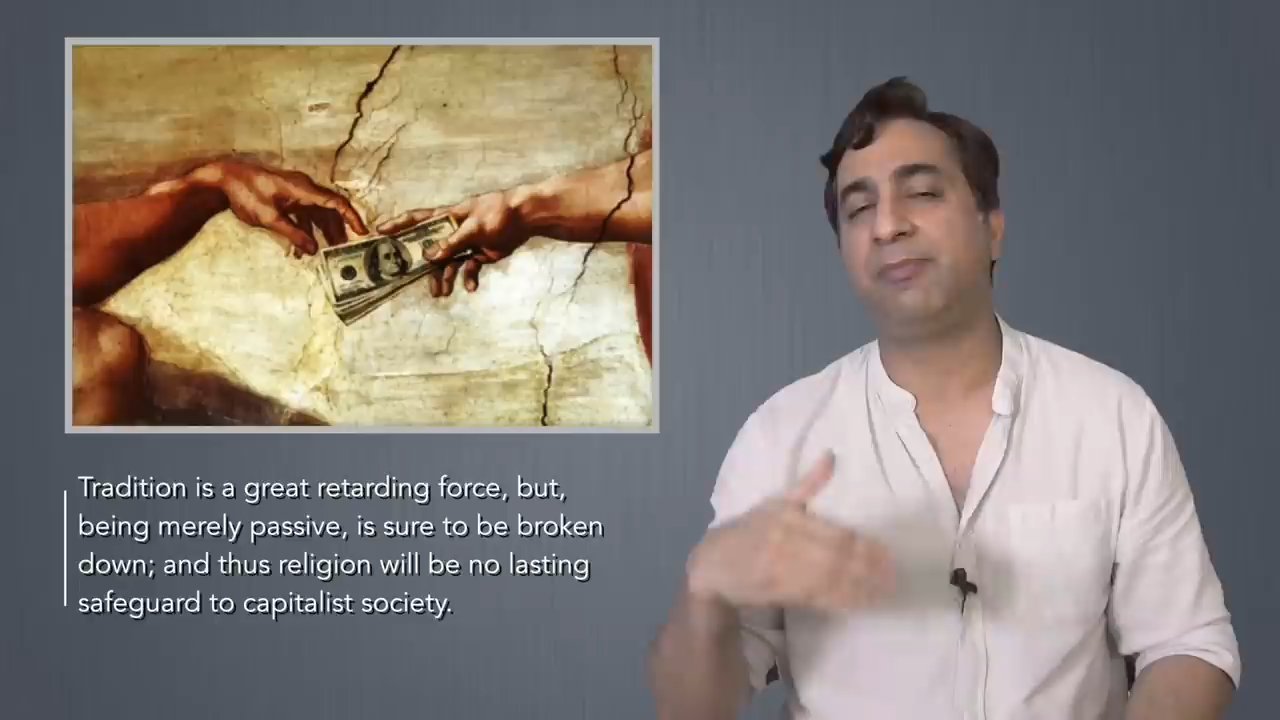 Tradition is a great retarding force, but,
being merely passive, is sure to be broken
down; and thus religion will be no lasting
safeguard to capitalist society.